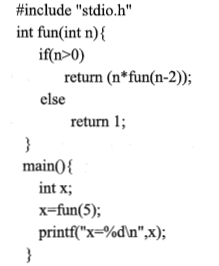 #include "stdio.h"
int fun(int n){
if(n>0)
return (n*fun(n-2));
else
return 1;
}
main(){
int x;
x=fun(5);
printf("x=%d\n",x);
}